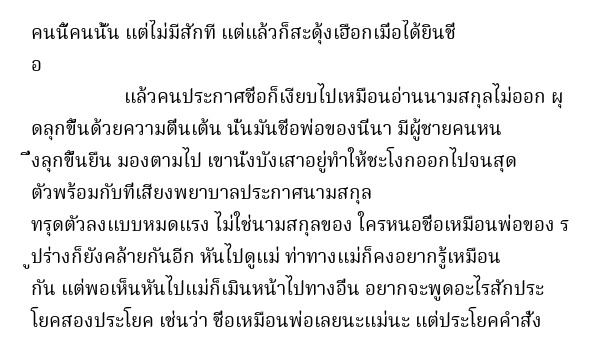 คนนี้คนนั้น แต่ไม่มีสักที แต่แล้วก็สะดุ้งเฮือกเมื่อได้ยินชื่
อ
แล้วคนประกาศชื่อก็เงียบไปเหมือนอ่านนามสกุลไม่ออก ผุ
ดลุกขึ้นด้วยความตื่นเต้น นั่นมันชื่อพ่อของนีนา มีผู้ชายคนหน
ึ่งลุกขึ้นยืน มองตามไป เขานั่งบังเสาอยู่ทำให้ชะโงกออกไปจนสุด
ตัวพร้อมกับที่เสียงพยาบาลประกาศนามสกุล
ทรุดตัวลงแบบหมดแรง ไม่ใช่นามสกุลของ ใครหนอชื่อเหมือนพ่อของ ร
ูปร่างก็ยังคล้ายกันอีก หันไปดูแม่ ท่าทางแม่ก็คงอยากรู้เหมือน
กัน แต่พอเห็นหันไปแม่ก็เมินหน้าไปทางอื่น อยากจะพูดอะไรสักประ
โยคสองประโยค เช่นว่า ชื่อเหมือนพ่อเลยนะแม่นะ แต่ประโยคคำสั่ง